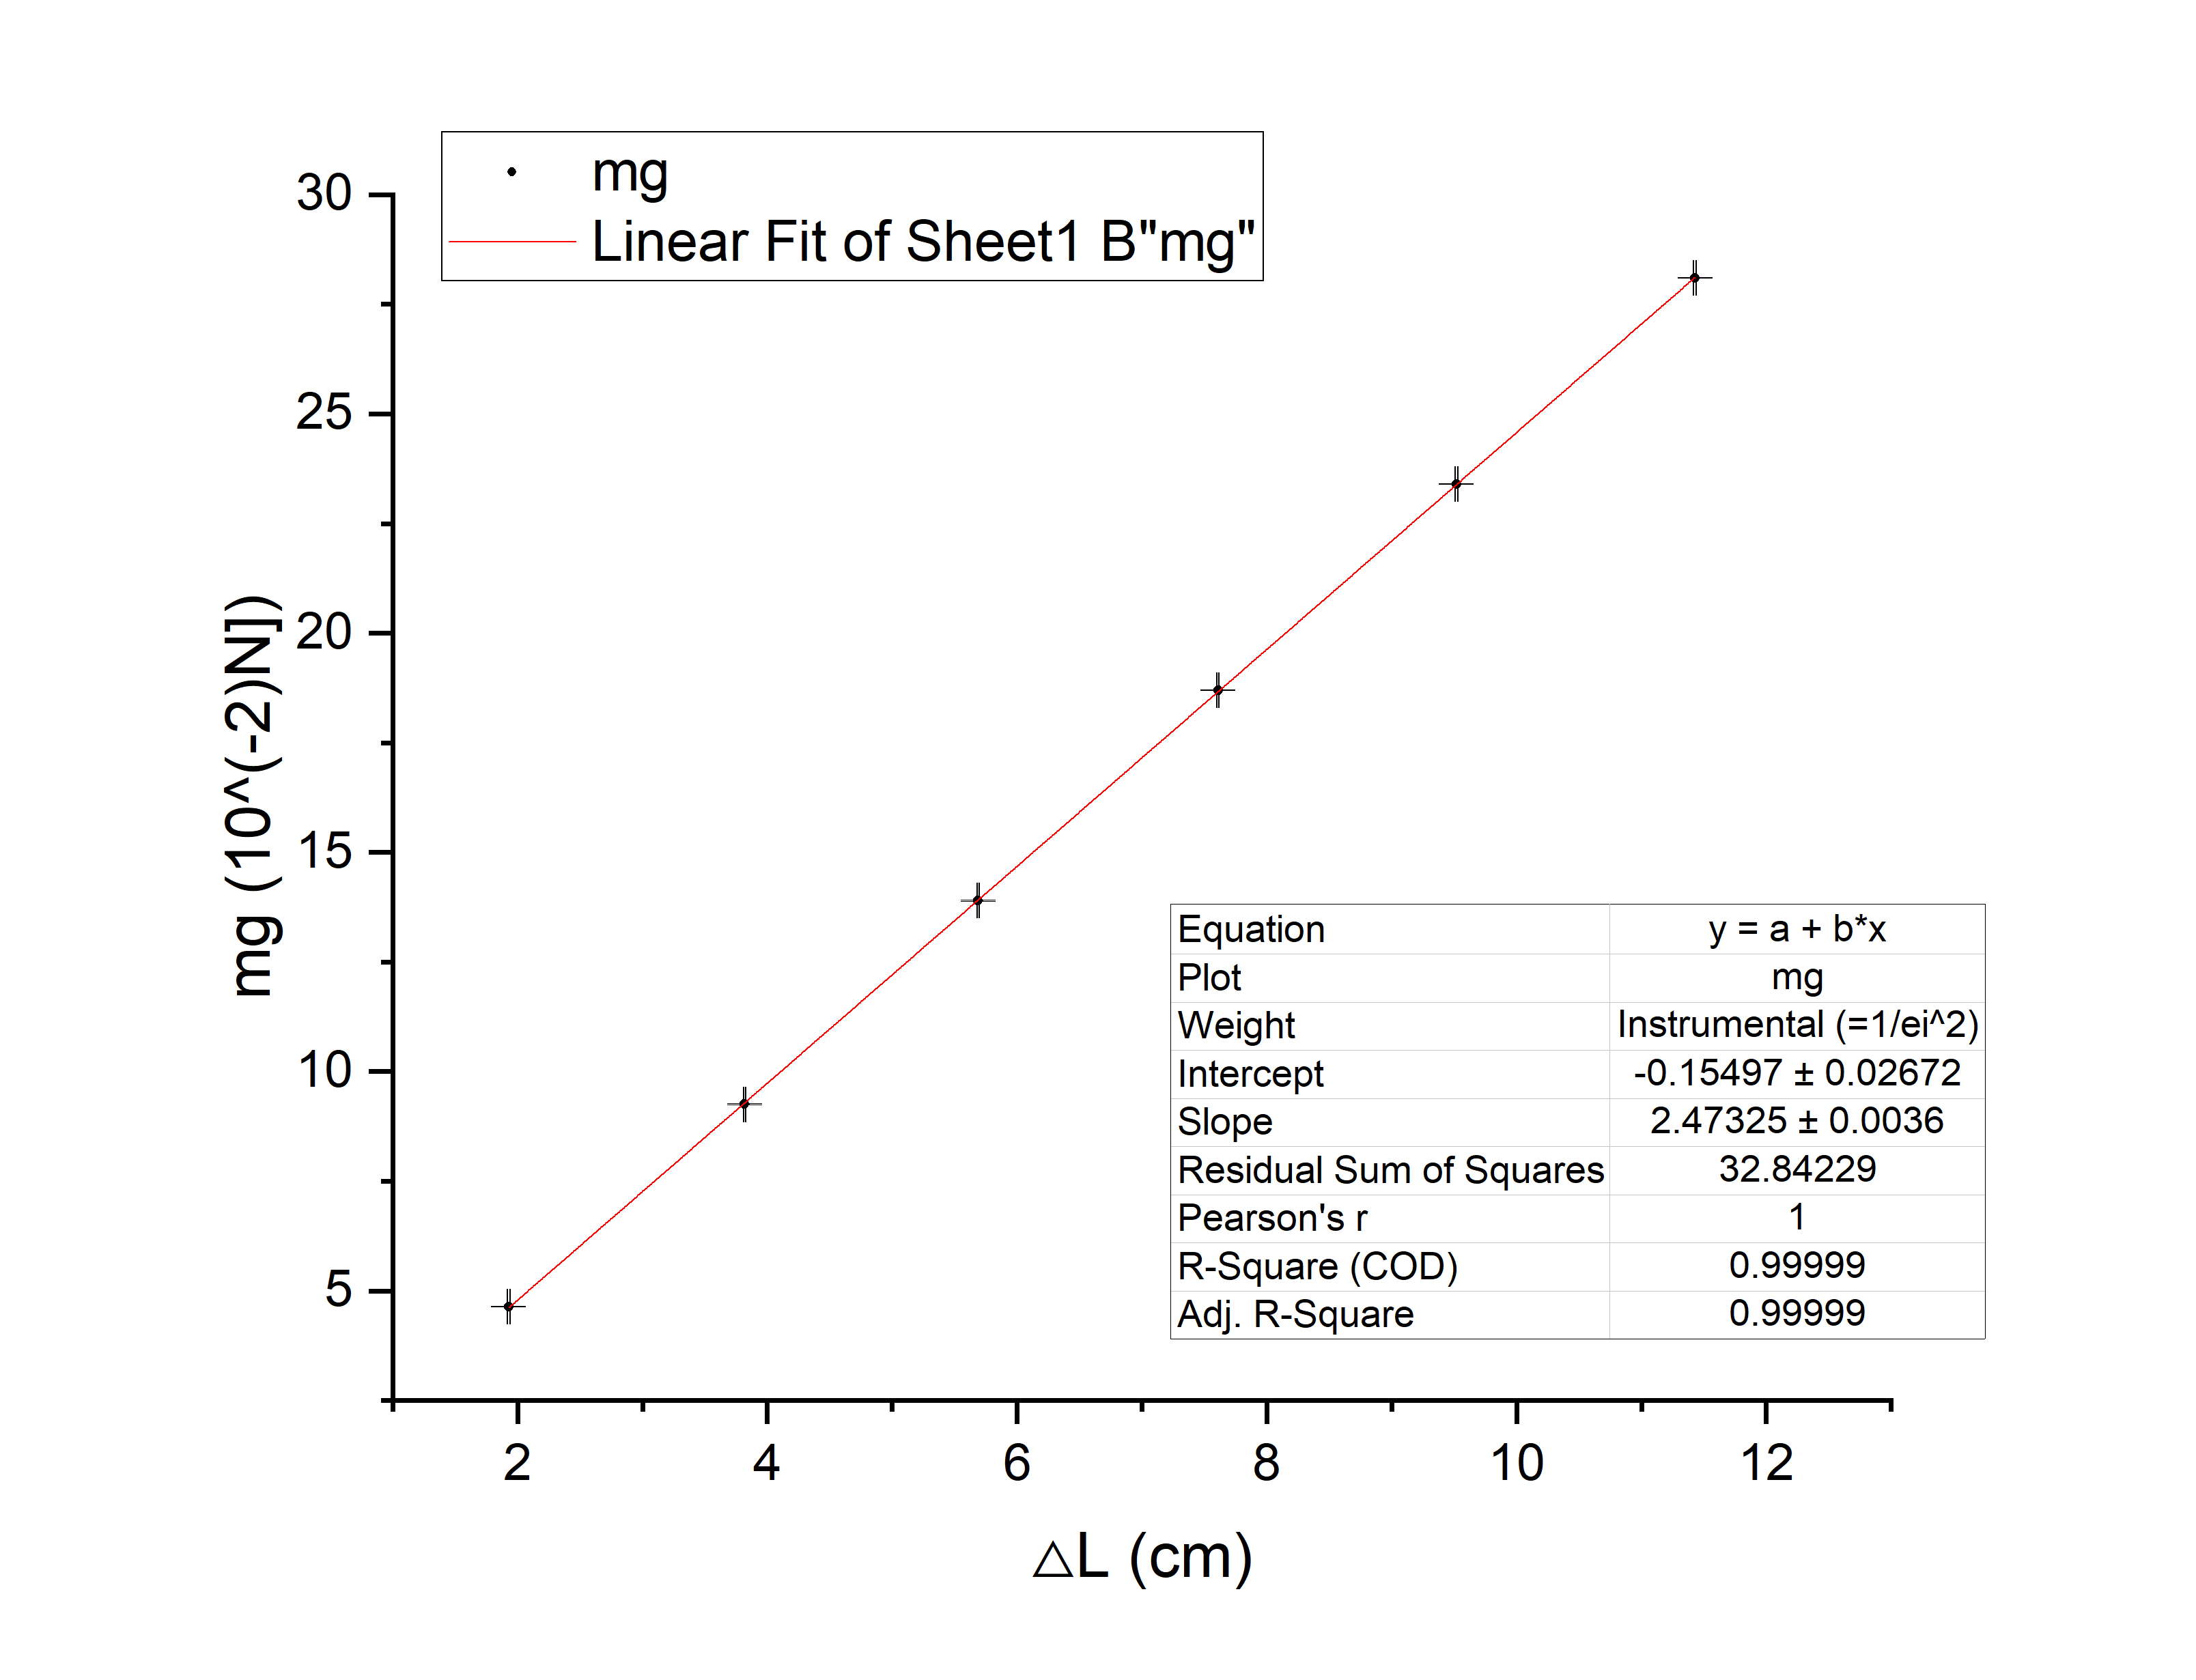 mg
Linear Fit of Sheet1 B"mg"
30
25
20
15
10
5
mg (10^(-2)N])
Equation y = a + b*x
Plot mg
Weight Instrumental (=1/ei^2)
Intercept -0.15497 ± 0.02672
Slope 2.47325 ± 0.0036
Residual Sum of Squares 32.84229
Pearson's r 1
R-Square (COD) 0.99999
Adj. R-Square 0.99999
2 4 6 8 10 12
△L (cm)